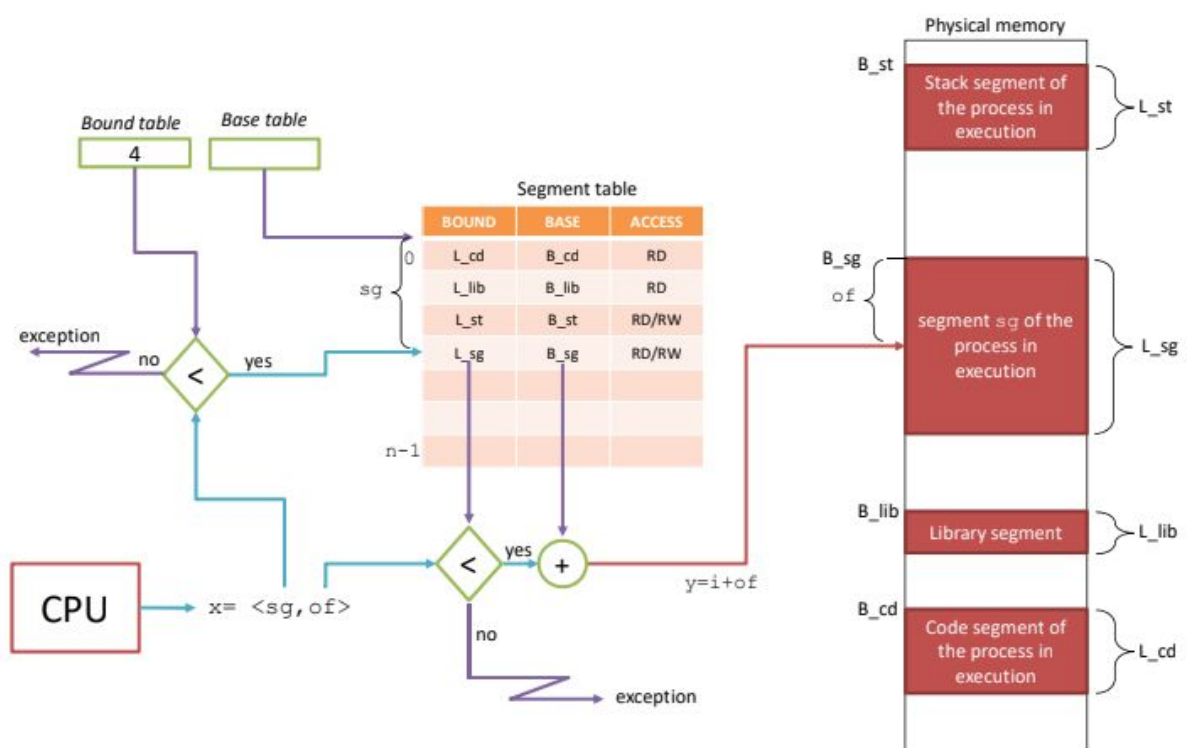 Physical memory
B_st
Stack segment of
the process in
execution
L_st
Bound table
Base table
4
Segment table
BOUND BASE ACCESS
0
L_cd B_cd RD
L_lib B_lib RD
L_st B_st RD/RW
L_sg B_sg RD/RW
sg
n-1
B_sg
of
segment sg of the
process in
execution
L_sg
exception
no
<
yes
B_lib
Library segment
L_lib
CPU
x= <sg,of>
<
yes
+
y=i+of
no
exception
B_cd
Code segment of
the process in
execution
L_cd